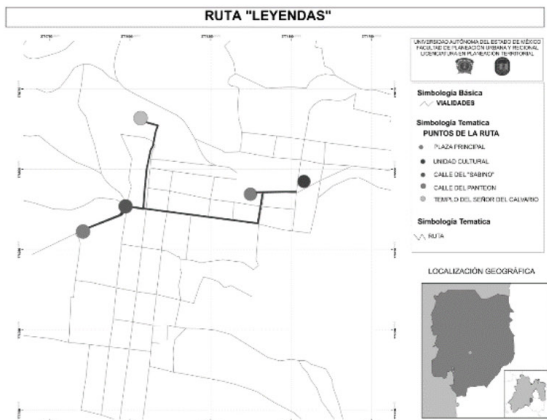 RUTA "LEYENDAS"
UNIVERSIDAD AUTÓNOMA DEL ESTADO DE MÉXICO
FACULTAD DE PLANEACIÓN URBANA Y REGIONAL
LICENCIATURA EN PLANEACIÓN TERRITORIAL
Simbología Básica
VIALIDADES
Simbología Tematica
PUNTOS DE LA RUTA
PLAZA PRINCIPAL
UNIDAD CULTURAL
CALLE DEL "SABINO"
CALLE DEL PANTEON
TEMPLO DEL SEÑOR DEL CALVARIO
Simbología Tematica
RUTA
LOCALIZACIÓN GEOGRÁFICA